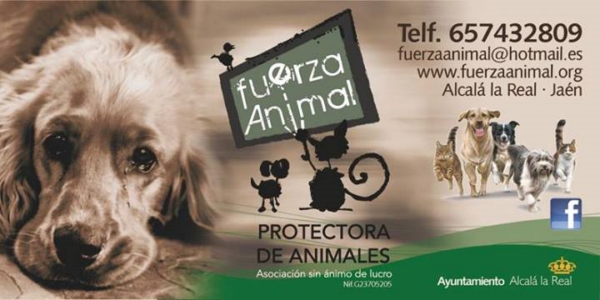 fuerza
Animal
PROTECTORA
DE ANIMALES
Asociación sin ánimo de lucro
Nif.G23705205
Telf. 657432809
fuerzaanimal@hotmail.es
www.fuerzaanimal.org
Alcalá la Real · Jaén
f
Ayuntamiento Alcalá la Real